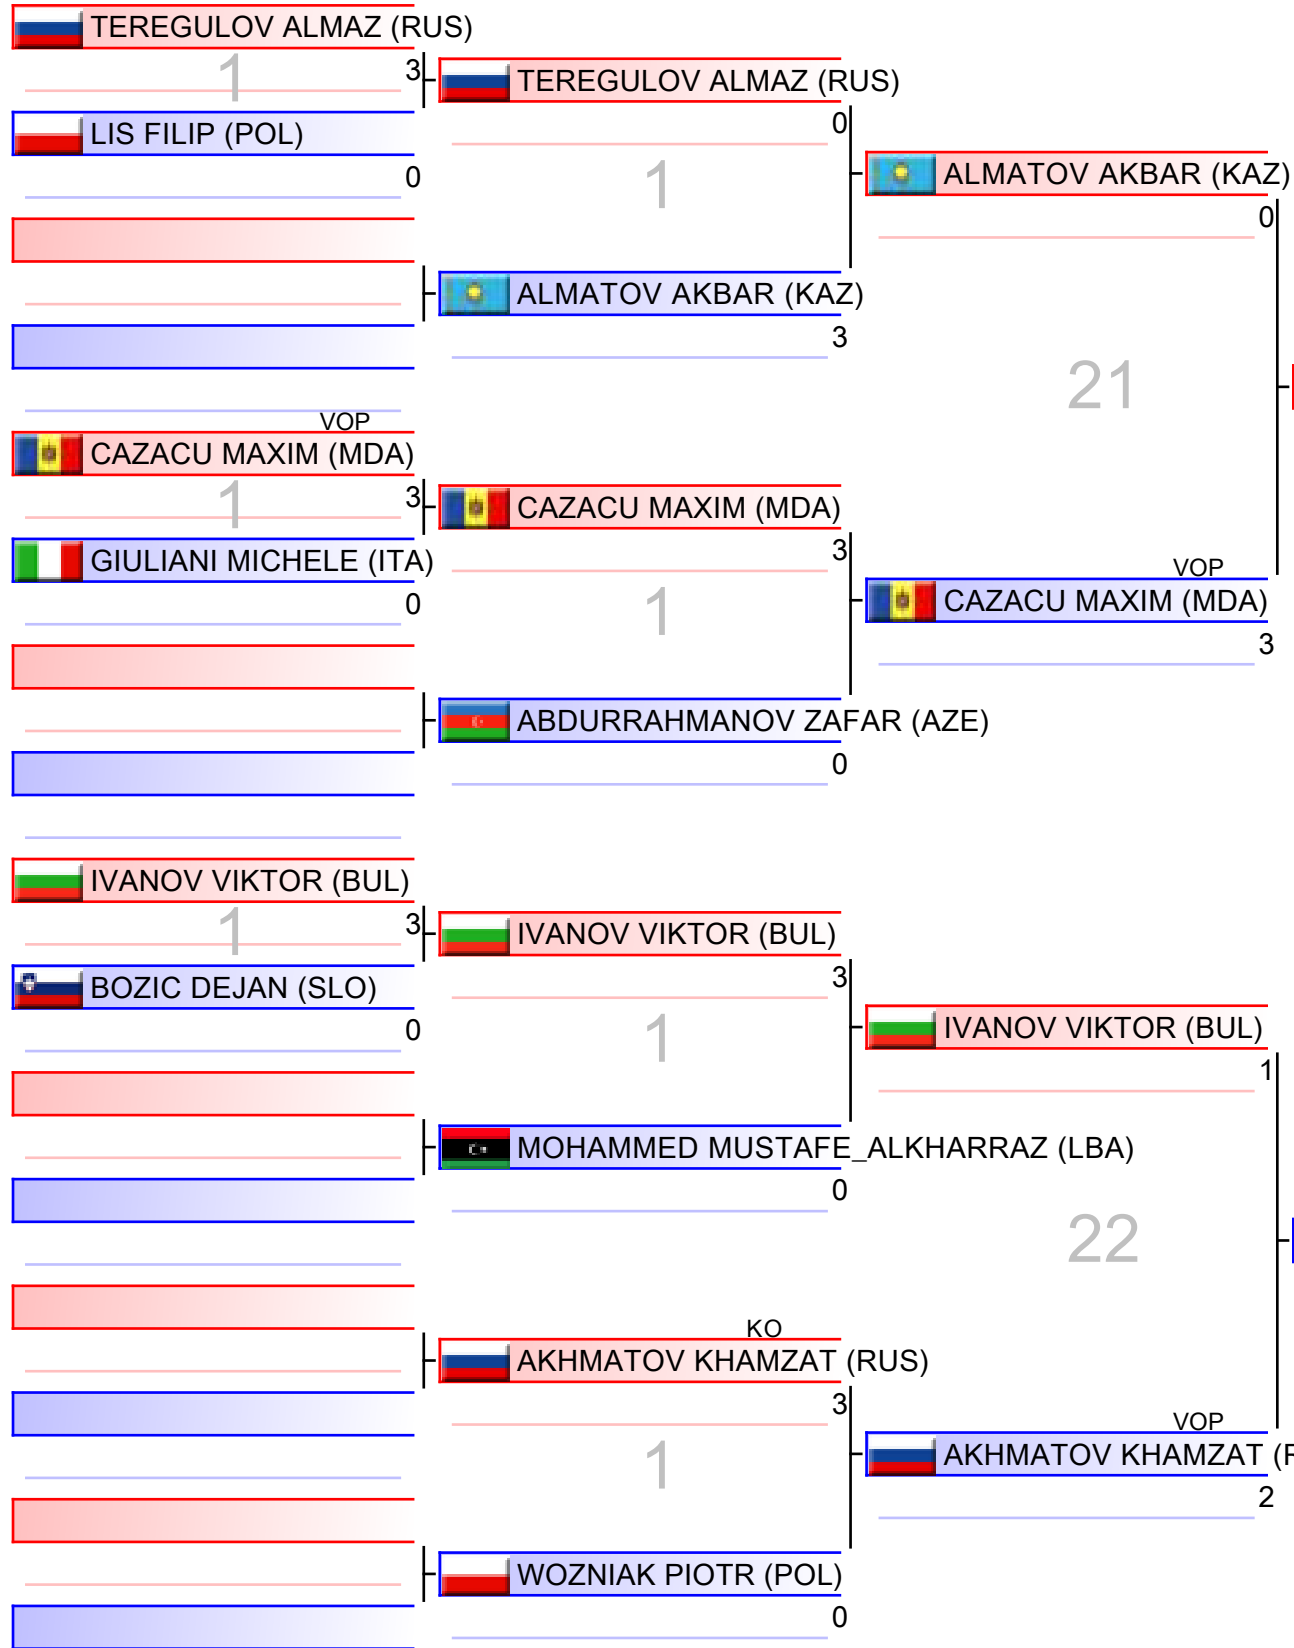 TEREGULOV ALMAZ (RUS)
1
3
LIS FILIP (POL)
0
VOP
CAZACU MAXIM (MDA)
1
3
GIULIANI MICHELE (ITA)
0
IVANOV VIKTOR (BUL)
1
3
BOZIC DEJAN (SLO)
0
TEREGULOV ALMAZ (RUS)
0
1
ALMATOV AKBAR (KAZ)
3
CAZACU MAXIM (MDA)
3
1
ABDURRAHMANOV ZAFAR (AZE)
0
IVANOV VIKTOR (BUL)
3
1
MOHAMMED MUSTAFE_ALKHARRAZ (LBA)
0
KO
AKHMATOV KHAMZAT (RUS)
3
1
WOZNIAK PIOTR (POL)
0
ALMATOV AKBAR (KAZ)
0
21
VOP
CAZACU MAXIM (MDA)
3
IVANOV VIKTOR (BUL)
1
22
VOP
AKHMATOV KHAMZAT (
2